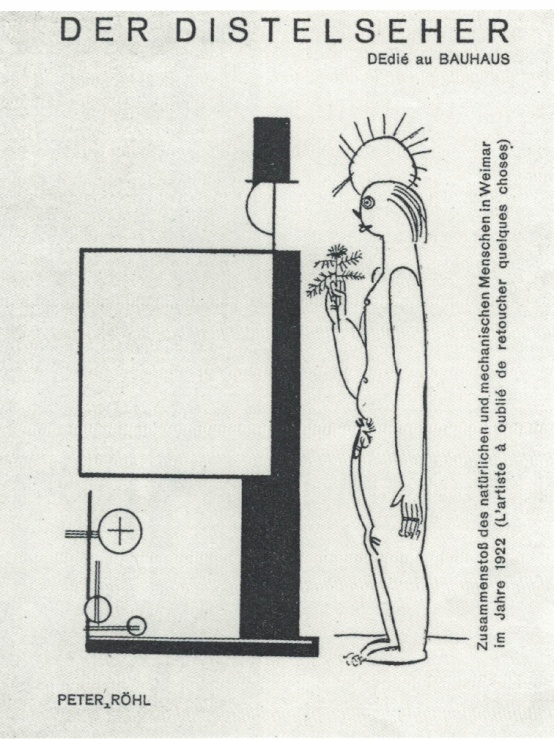 DER DISTELSEHER
DEdié au BAUHAUS
Zusammenstoß des natürlichen und mechanischen Menschen in Weimar
im Jahre 1922 (L'artiste à oublié de retoucher quelques choses)
PETER RÖHL